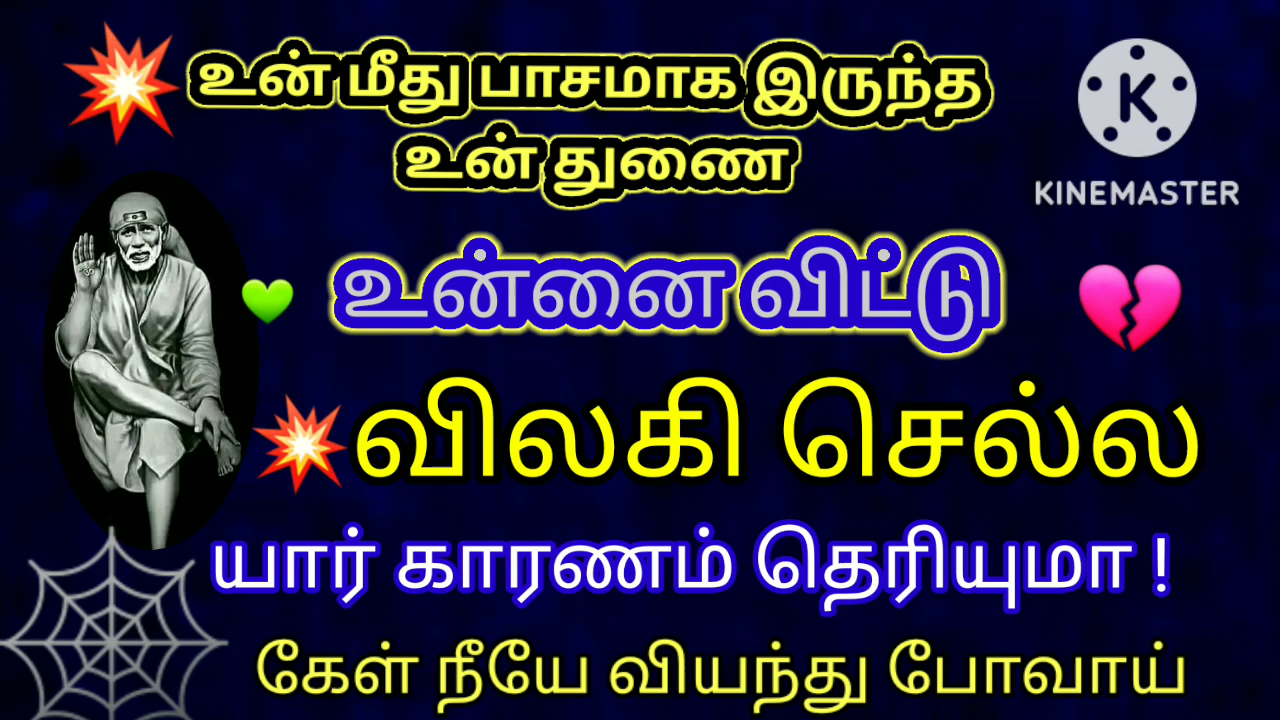 உன் மீது பாசமாக இருந்த
உன் துணை
K
KINEMASTER
உன்னை விட்டு
விலகி செல்ல
யார் காரணம் தெரியுமா !
கேள் நீயே வியந்து போவாய்